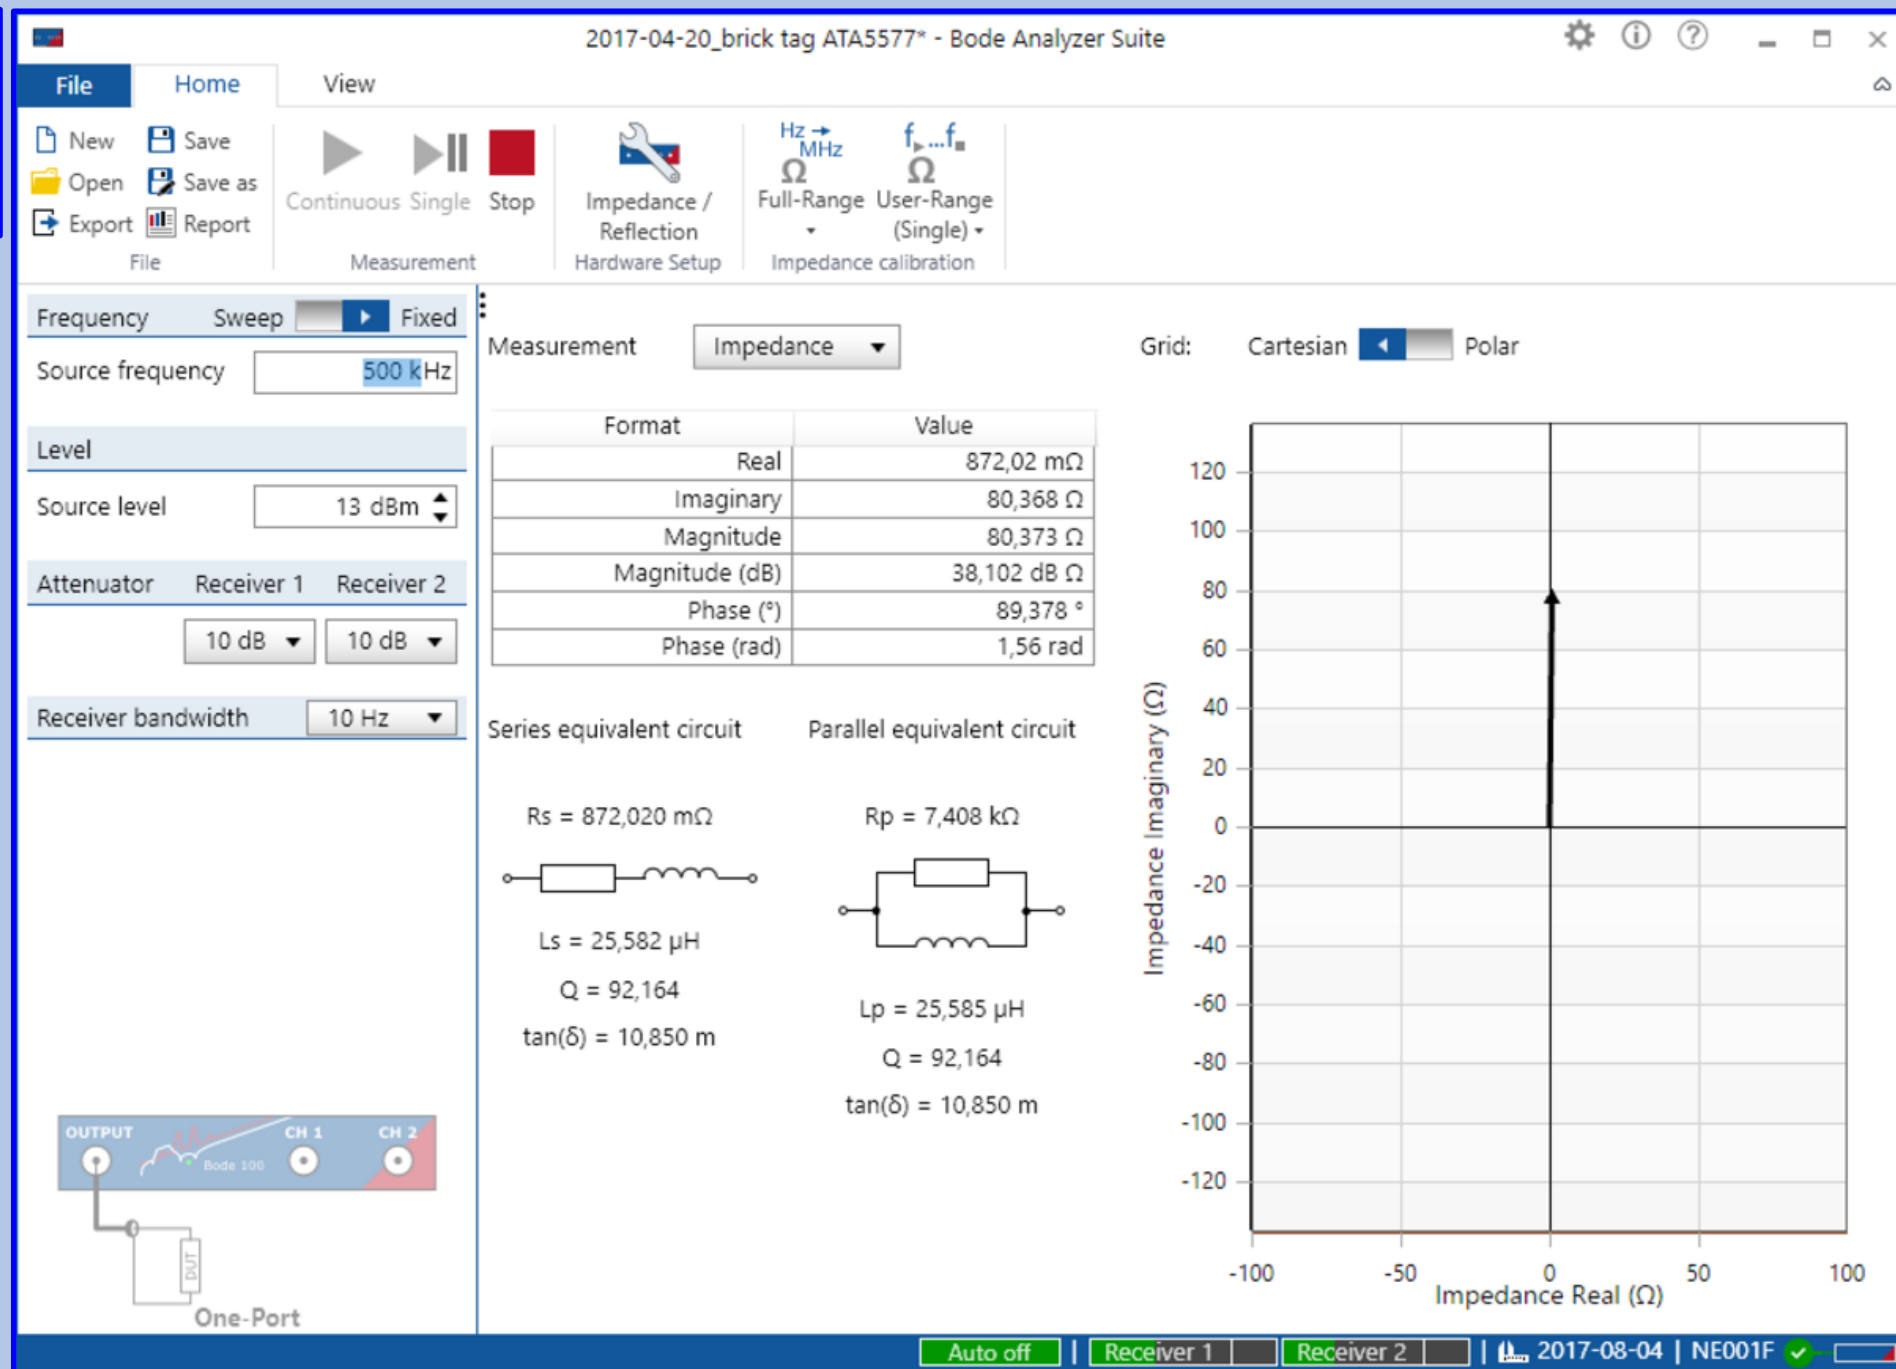 2017-04-20_brick tag ATA5577* - Bode Analyzer Suite
File Home View
New Save
Open Save as
Export Report
File
Continuous Single Stop
Measurement
Impedance /
Reflection
Hardware Setup
Hz → MHz
Ω
Full-Range
f▸...f■
Ω
User-Range
(Single)
Impedance calibration
Frequency Sweep Fixed
Source frequency 500 kHz
Level
Source level 13 dBm
Attenuator Receiver 1 Receiver 2
10 dB 10 dB
Receiver bandwidth 10 Hz
OUTPUT CH 1 CH 2
Bode 100
DUT
One-Port
Measurement Impedance
Grid: Cartesian Polar
Format Value
Real 872,02 mΩ
Imaginary 80,368 Ω
Magnitude 80,373 Ω
Magnitude (dB) 38,102 dB Ω
Phase (°) 89,378 °
Phase (rad) 1,56 rad
Series equivalent circuit
Rs = 872,020 mΩ
Ls = 25,582 µH
Q = 92,164
tan(δ) = 10,850 m
Parallel equivalent circuit
Rp = 7,408 kΩ
Lp = 25,585 µH
Q = 92,164
tan(δ) = 10,850 m
Impedance Imaginary (Ω)
120
100
80
60
40
20
0
-20
-40
-60
-80
-100
-120
-100 -50 0 50 100
Impedance Real (Ω)
Auto off | Receiver 1 Receiver 2 | 2017-08-04 | NE001F